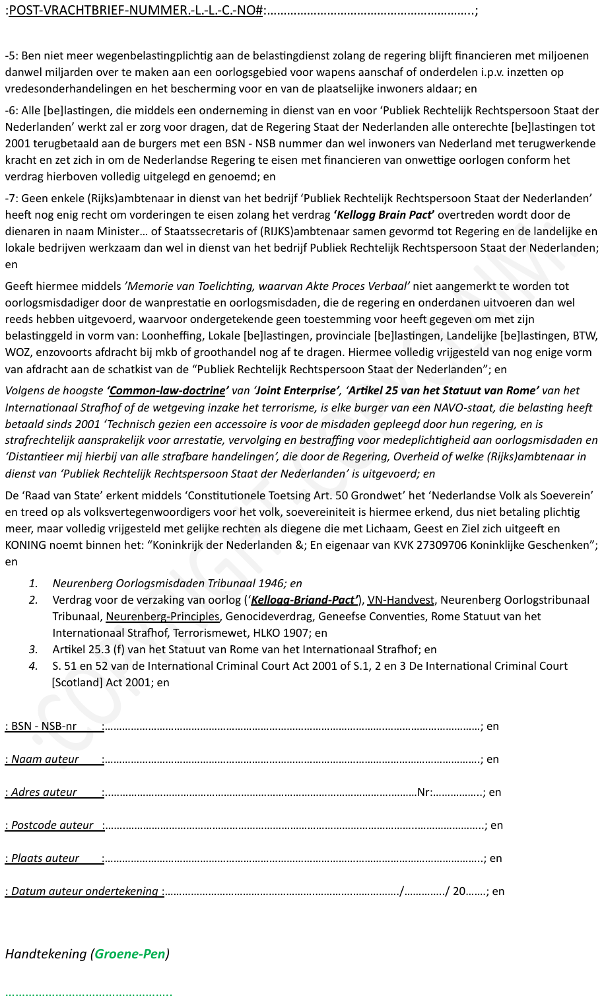 :POST-VRACHTBRIEF-NUMMER.-L.-L.-C.-NO#:……………………………………………………..;
-5: Ben niet meer wegenbelastingplichtig aan de belastingdienst zolang de regering blijft financieren met miljoenen
danwel miljarden over te maken aan een oorlogsgebied voor wapens aanschaf of onderdelen i.p.v. inzetten op
vredesonderhandelingen en het bescherming voor en van de plaatselijke inwoners aldaar; en
-6: Alle [be]lastingen, die middels een onderneming in dienst van en voor ‘Publiek Rechtelijk Rechtspersoon Staat der
Nederlanden’ werkt zal er zorg voor dragen, dat de Regering Staat der Nederlanden alle onterechte [be]lastingen tot
2001 terugbetaald aan de burgers met een BSN - NSB nummer dan wel inwoners van Nederland met terugwerkende
kracht en zet zich in om de Nederlandse Regering te eisen met financieren van onwettige oorlogen conform het
verdrag hierboven volledig uitgelegd en genoemd; en
-7: Geen enkele (Rijks)ambtenaar in dienst van het bedrijf ‘Publiek Rechtelijk Rechtspersoon Staat der Nederlanden’
heeft nog enig recht om vorderingen te eisen zolang het verdrag ‘Kellogg Brain Pact’ overtreden wordt door de
dienaren in naam Minister… of Staatssecretaris of (RIJKS)ambtenaar samen gevormd tot Regering en de landelijke en
lokale bedrijven werkzaam dan wel in dienst van het bedrijf Publiek Rechtelijk Rechtspersoon Staat der Nederlanden;
en
Geeft hiermee middels ’Memorie van Toelichting, waarvan Akte Proces Verbaal’ niet aangemerkt te worden tot
oorlogsmisdadiger door de wanprestatie en oorlogsmisdaden, die de regering en onderdanen uitvoeren dan wel
reeds hebben uitgevoerd, waarvoor ondergetekende geen toestemming voor heeft gegeven om met zijn
belastinggeld in vorm van: Loonheffing, Lokale [be]lastingen, provinciale [be]lastingen, Landelijke [be]lastingen, BTW,
WOZ, enzovoorts afdracht bij mkb of groothandel nog af te dragen. Hiermee volledig vrijgesteld van nog enige vorm
van afdracht aan de schatkist van de “Publiek Rechtelijk Rechtspersoon Staat der Nederlanden”; en
Volgens de hoogste ‘Common-law-doctrine’ van ‘Joint Enterprise’, ‘Artikel 25 van het Statuut van Rome’ van het
Internationaal Strafhof of de wetgeving inzake het terrorisme, is elke burger van een NAVO-staat, die belasting heeft
betaald sinds 2001 ‘Technisch gezien een accessoire is voor de misdaden gepleegd door hun regering, en is
strafrechtelijk aansprakelijk voor arrestatie, vervolging en bestraffing voor medeplichtigheid aan oorlogsmisdaden en
‘Distantieer mij hierbij van alle strafbare handelingen’, die door de Regering, Overheid of welke (Rijks)ambtenaar in
dienst van ‘Publiek Rechtelijk Rechtspersoon Staat der Nederlanden’ is uitgevoerd; en
De ‘Raad van State’ erkent middels ‘Constitutionele Toetsing Art. 50 Grondwet’ het ‘Nederlandse Volk als Soeverein’
en treed op als volksvertegenwoordigers voor het volk, soevereiniteit is hiermee erkend, dus niet betaling plichtig
meer, maar volledig vrijgesteld met gelijke rechten als diegene die met Lichaam, Geest en Ziel zich uitgeeft en
KONING noemt binnen het: “Koninkrijk der Nederlanden &; En eigenaar van KVK 27309706 Koninklijke Geschenken”;
en
1. Neurenberg Oorlogsmisdaden Tribunaal 1946; en
2. Verdrag voor de verzaking van oorlog (‘Kellogg-Briand-Pact’), VN-Handvest, Neurenberg Oorlogstribunaal
Tribunaal, Neurenberg-Principles, Genocideverdrag, Geneefse Conventies, Rome Statuut van het
Internationaal Strafhof, Terrorismewet, HLKO 1907; en
3. Artikel 25.3 (f) van het Statuut van Rome van het Internationaal Strafhof; en
4. S. 51 en 52 van de International Criminal Court Act 2001 of S.1, 2 en 3 De International Criminal Court
[Scotland] Act 2001; en
: BSN - NSB-nr :……………………………………………………………………………………………………………; en
: Naam auteur :…………………………………………………………………………………………………………….; en
: Adres auteur :..…………………………………………………………………………………………Nr:……………..; en
: Postcode auteur :……………………………………………………………………………………………………………..; en
: Plaats auteur :……………………………………………………………………………………………………………..; en
: Datum auteur ondertekening :……………………………………………………………………./…………../ 20…….; en
Handtekening (Groene-Pen)
…………………………………………..
:COPYRIGHT-COPYCLAIM: